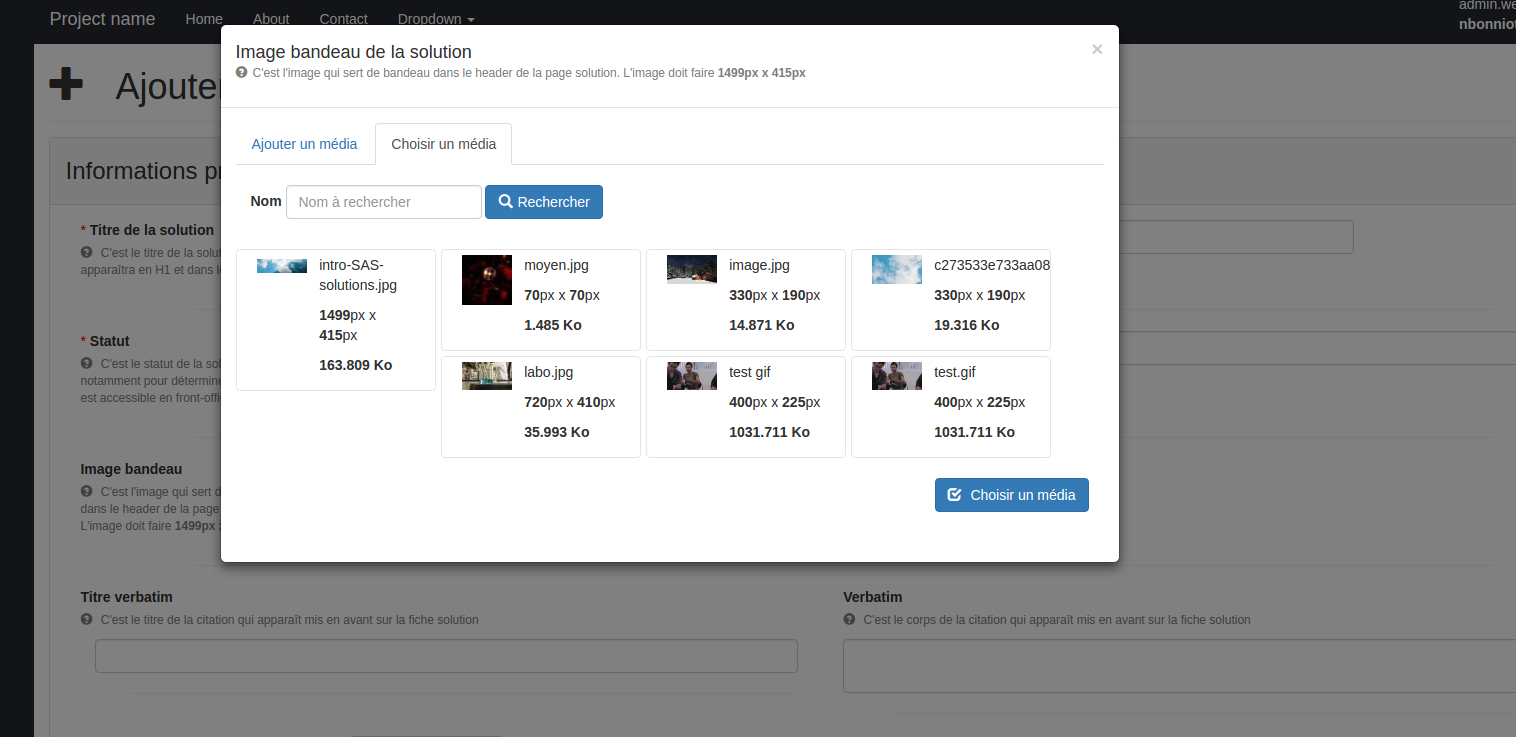 Project name Home About Contact Dropdown
admin.we
nbonniot
Image bandeau de la solution ×
C'est l'image qui sert de bandeau dans le header de la page solution. L'image doit faire 1499px x 415px
Ajouter
Ajouter un média Choisir un média
Informations pr
Nom Nom à rechercher Rechercher
* Titre de la solution
C'est le titre de la solut
apparaîtra en H1 et dans le
intro-SAS-
solutions.jpg
1499px x
415px
163.809 Ko
moyen.jpg
70px x 70px
1.485 Ko
image.jpg
330px x 190px
14.871 Ko
c273533e733aa08
330px x 190px
19.316 Ko
labo.jpg
720px x 410px
35.993 Ko
test gif
400px x 225px
1031.711 Ko
test.gif
400px x 225px
1031.711 Ko
Choisir un média
* Statut
C'est le statut de la sol
notamment pour détermine
est accessible en front-offi
Image bandeau
C'est l'image qui sert d
dans le header de la page
L'image doit faire 1499px x
Titre verbatim
C'est le titre de la citation qui apparaît mis en avant sur la fiche solution
Verbatim
C'est le corps de la citation qui apparaît mis en avant sur la fiche solution